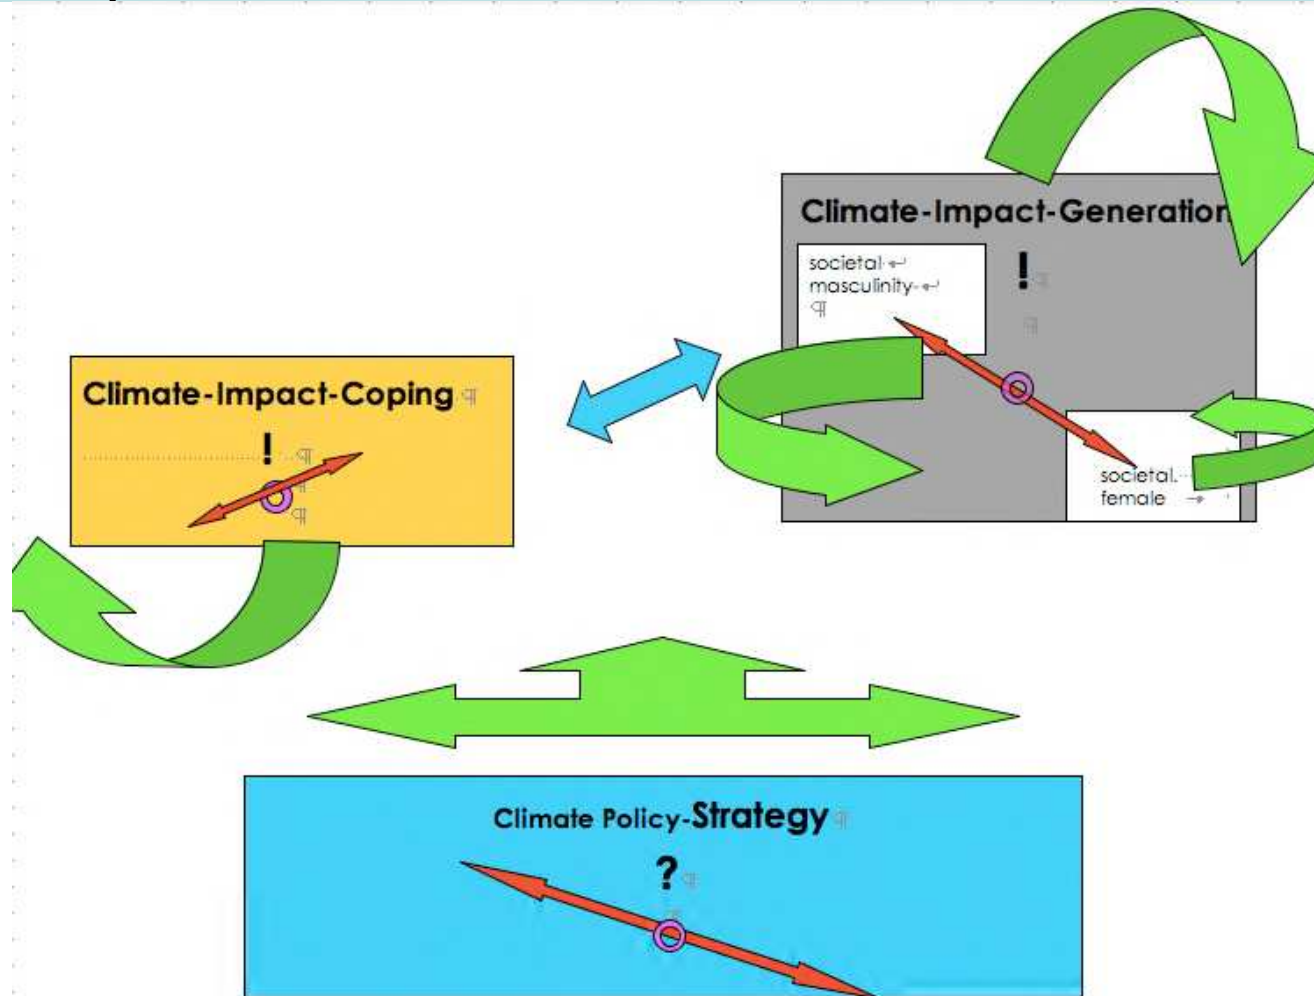 Climate-Impact-Generation
societal
masculinity
!
Climate-Impact-Coping
!
societal
female
Climate Policy-Strategy
?